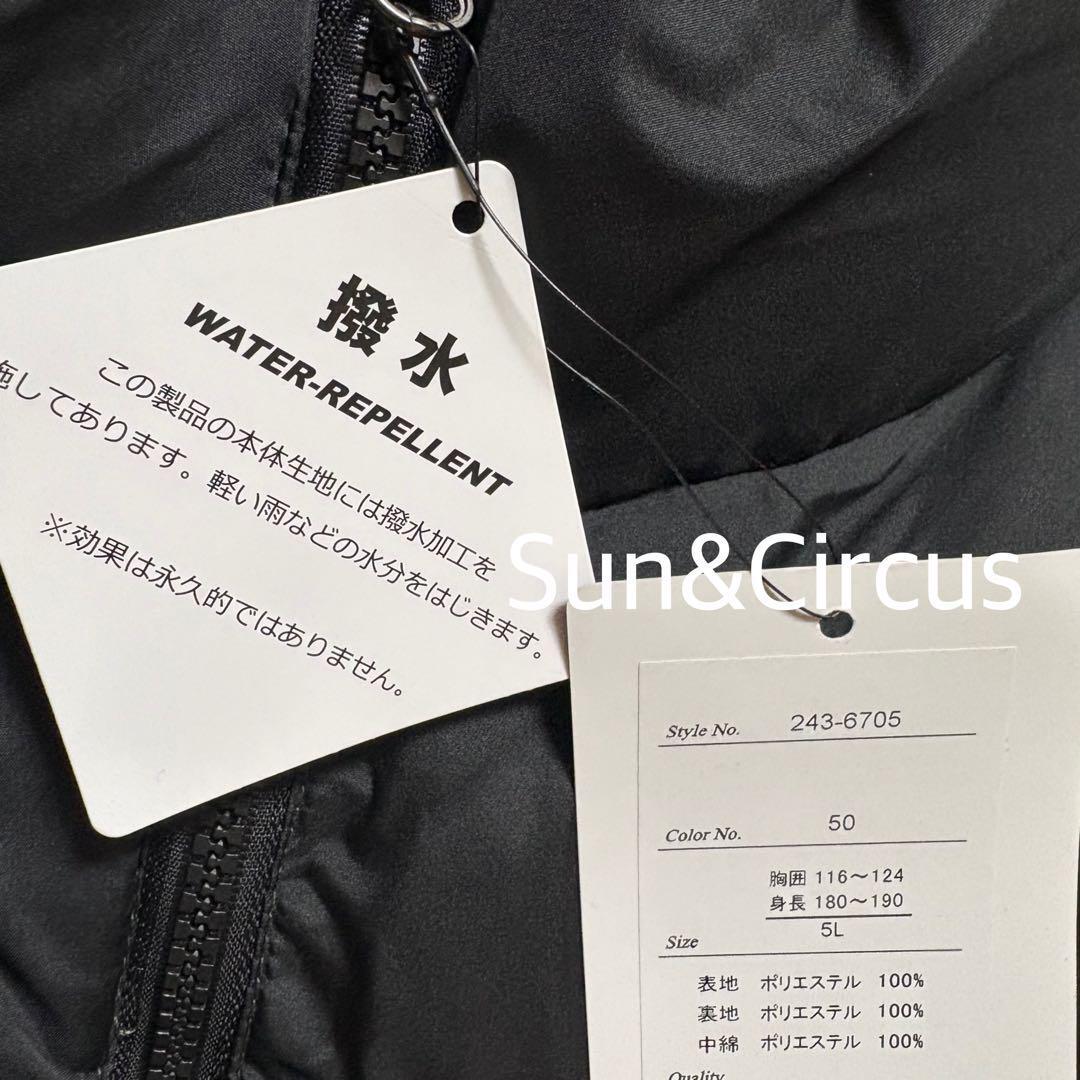 撥水
WATER-REPELLENT
この製品の本体生地には撥水加工を
施してあります。軽い雨などの水分をはじきます。
※効果は永久的ではありません。
Sun&Circus
Style No. 243-6705
Color No. 50
胸囲 116～124
身長 180～190
5L
Size
表地 ポリエステル 100%
裏地 ポリエステル 100%
中綿 ポリエステル 100%
Quality